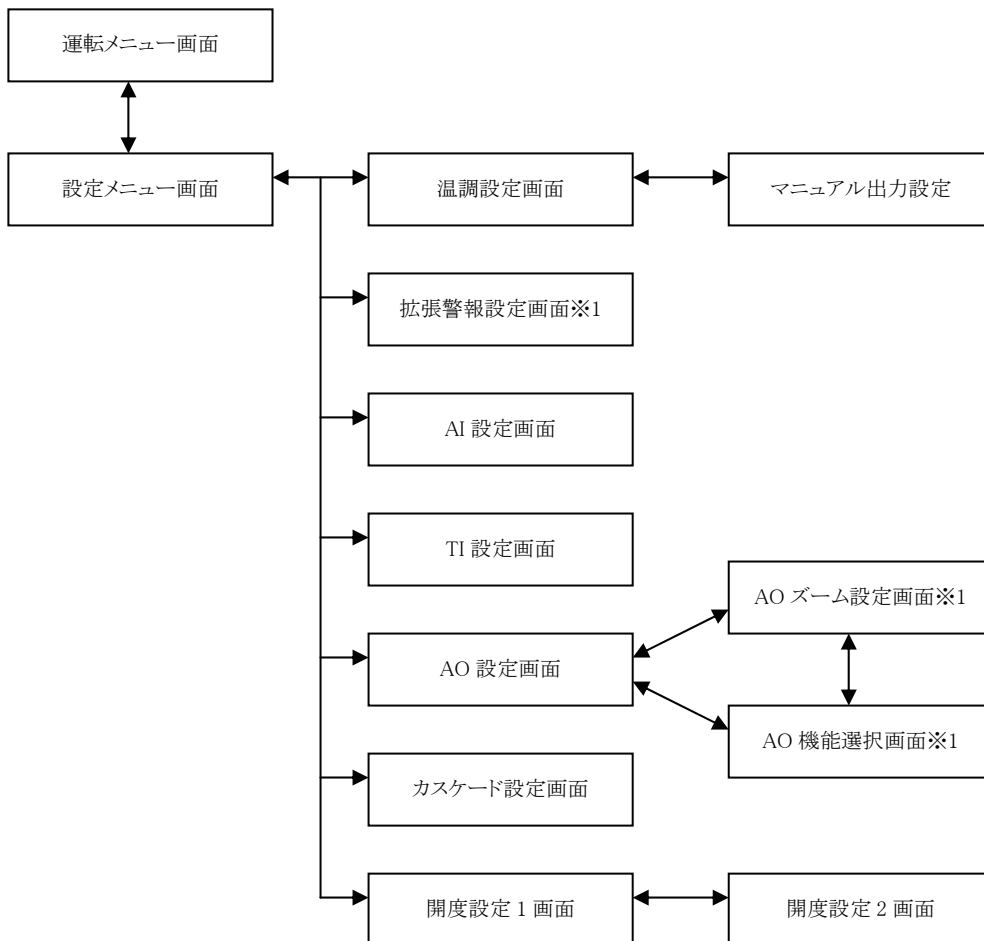 運転メニュー画面
設定メニュー画面
温調設定画面
マニュアル出力設定
拡張警報設定画面※1
AI 設定画面
TI 設定画面
AO ズーム設定画面※1
AO 設定画面
AO 機能選択画面※1
カスケード設定画面
開度設定 1 画面
開度設定 2 画面